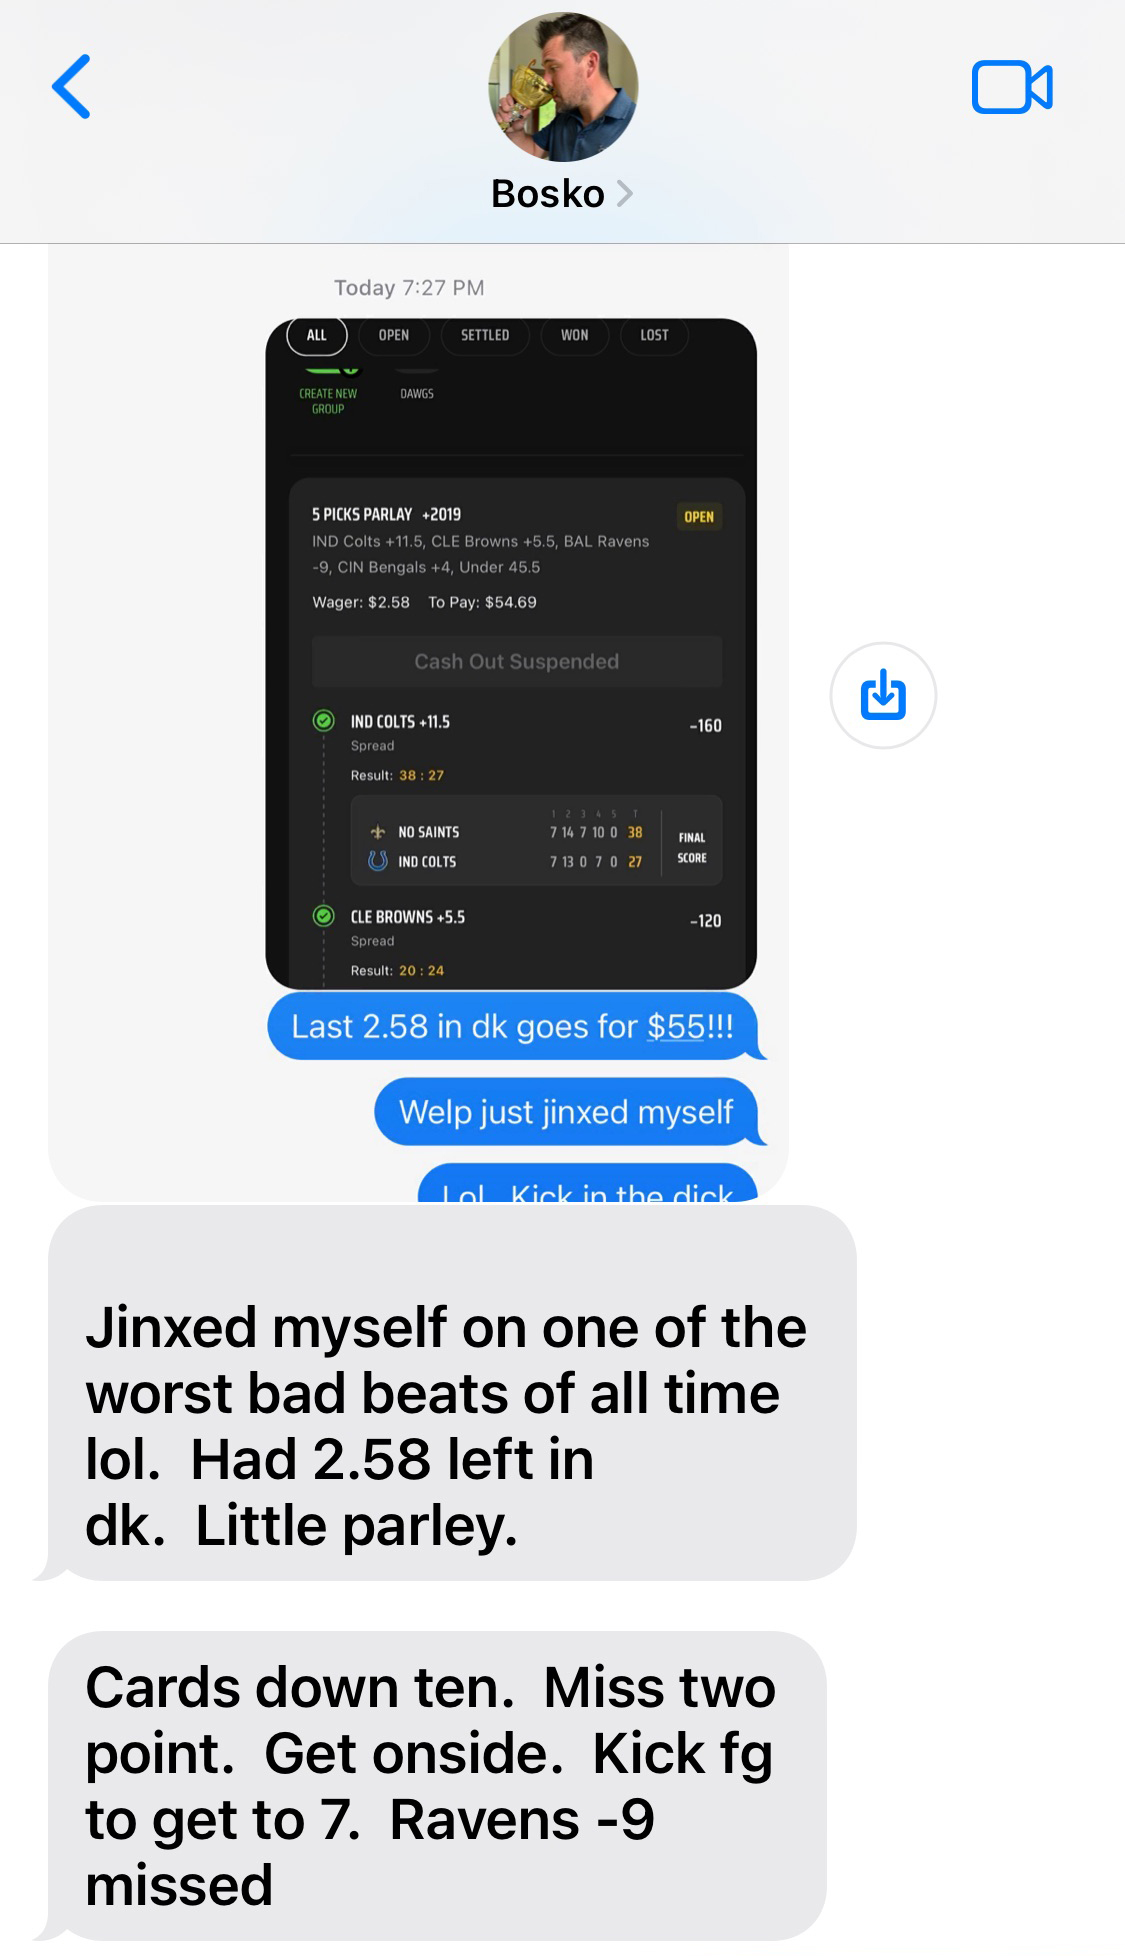 Bosko
Today 7:27 PM
ALL OPEN SETTLED WON LOST
CREATE NEW DAWGS
GROUP
5 PICKS PARLAY +2019 OPEN
IND Colts +11.5, CLE Browns +5.5, BAL Ravens
-9, CIN Bengals +4, Under 45.5
Wager: $2.58 To Pay: $54.69
Cash Out Suspended
IND COLTS +11.5 -160
Spread
Result: 38 : 27
1 2 3 4 5 T
NO SAINTS 7 14 7 10 0 38
FINAL
SCORE
IND COLTS 7 13 0 7 0 27
CLE BROWNS +5.5 -120
Spread
Result: 20 : 24
Last 2.58 in dk goes for $55!!!
Welp just jinxed myself
Lol. Kick in the dick
Jinxed myself on one of the
worst bad beats of all time
lol. Had 2.58 left in
dk. Little parley.
Cards down ten. Miss two
point. Get onside. Kick fg
to get to 7. Ravens -9
missed